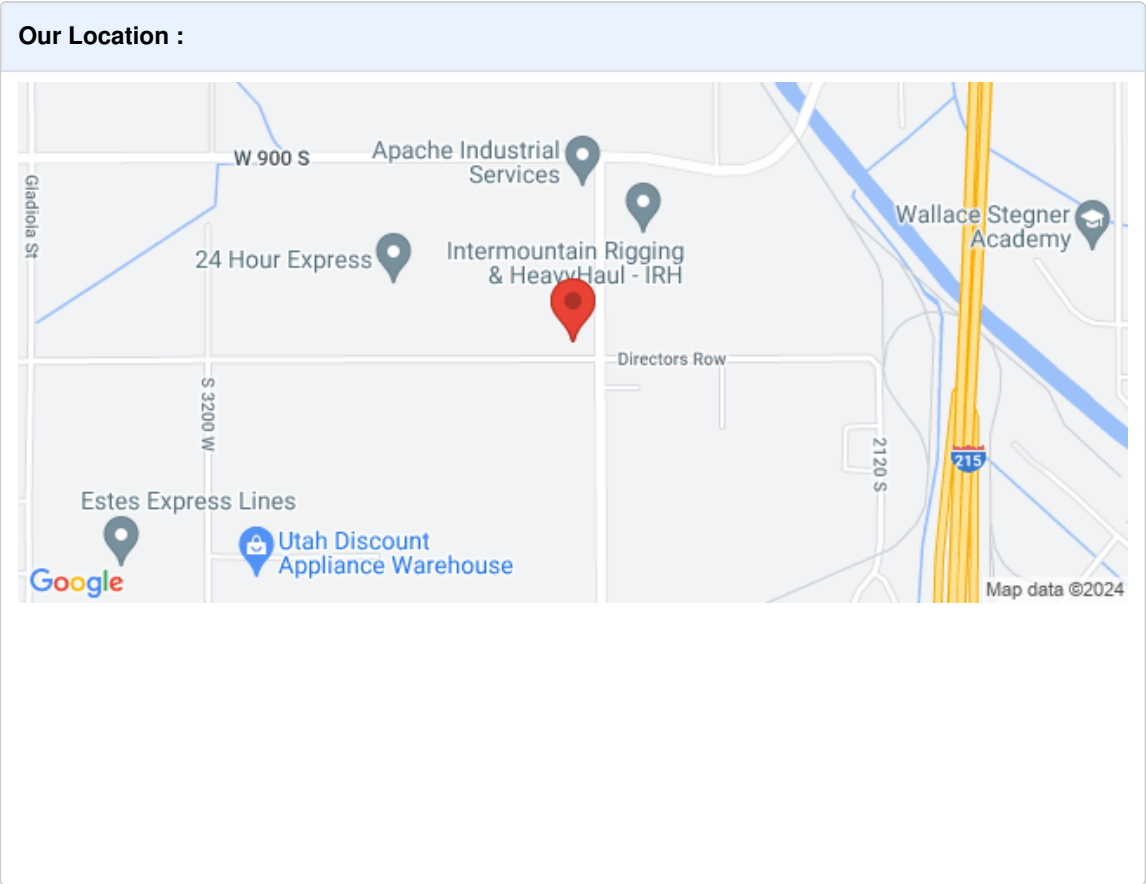 Our Location :
W 900 S
Apache Industrial
Services
Gladiola St
Wallace Stegner
Academy
24 Hour Express
Intermountain Rigging
& HeavyHaul - IRH
Directors Row
S 3200 W
2120 S
215
Estes Express Lines
Utah Discount
Appliance Warehouse
Google
Map data ©2024